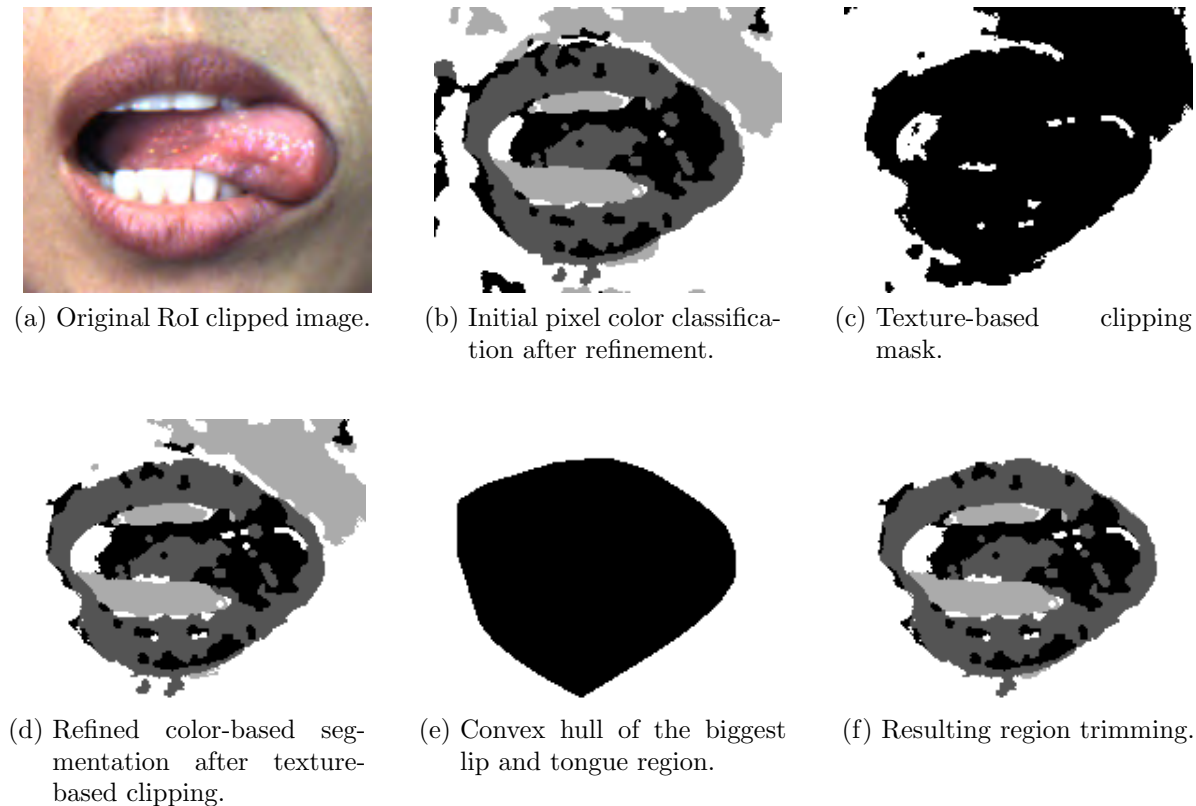 (a) Original RoI clipped image.
(b) Initial pixel color classifica-
tion after refinement.
(c) Texture-based clipping
mask.
(d) Refined color-based seg-
mentation after texture-
based clipping.
(e) Convex hull of the biggest
lip and tongue region.
(f) Resulting region trimming.